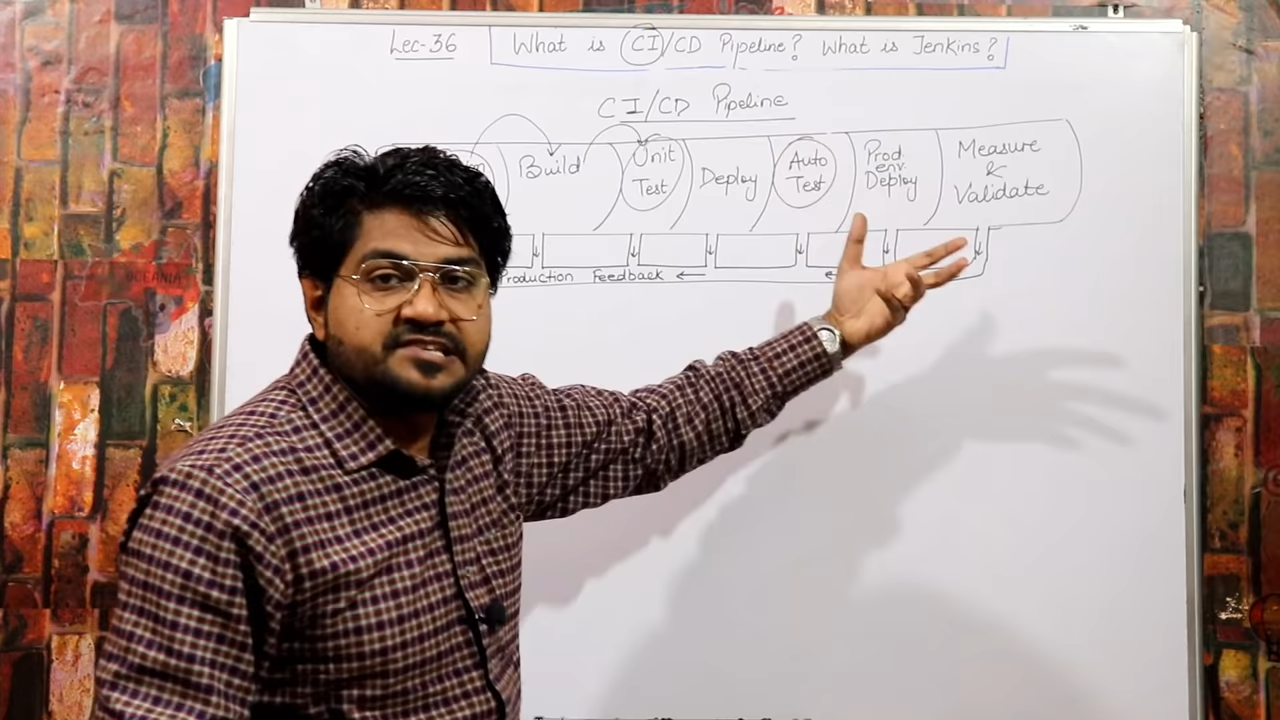 Lec-36 What is CI/CD Pipeline? What is Jenkins?
CI/CD Pipeline
Build
Unit
Test
Deploy
Auto
Test
Prod
env.
Deploy
Measure
&
Validate
Production Feedback ←
OCEANIA